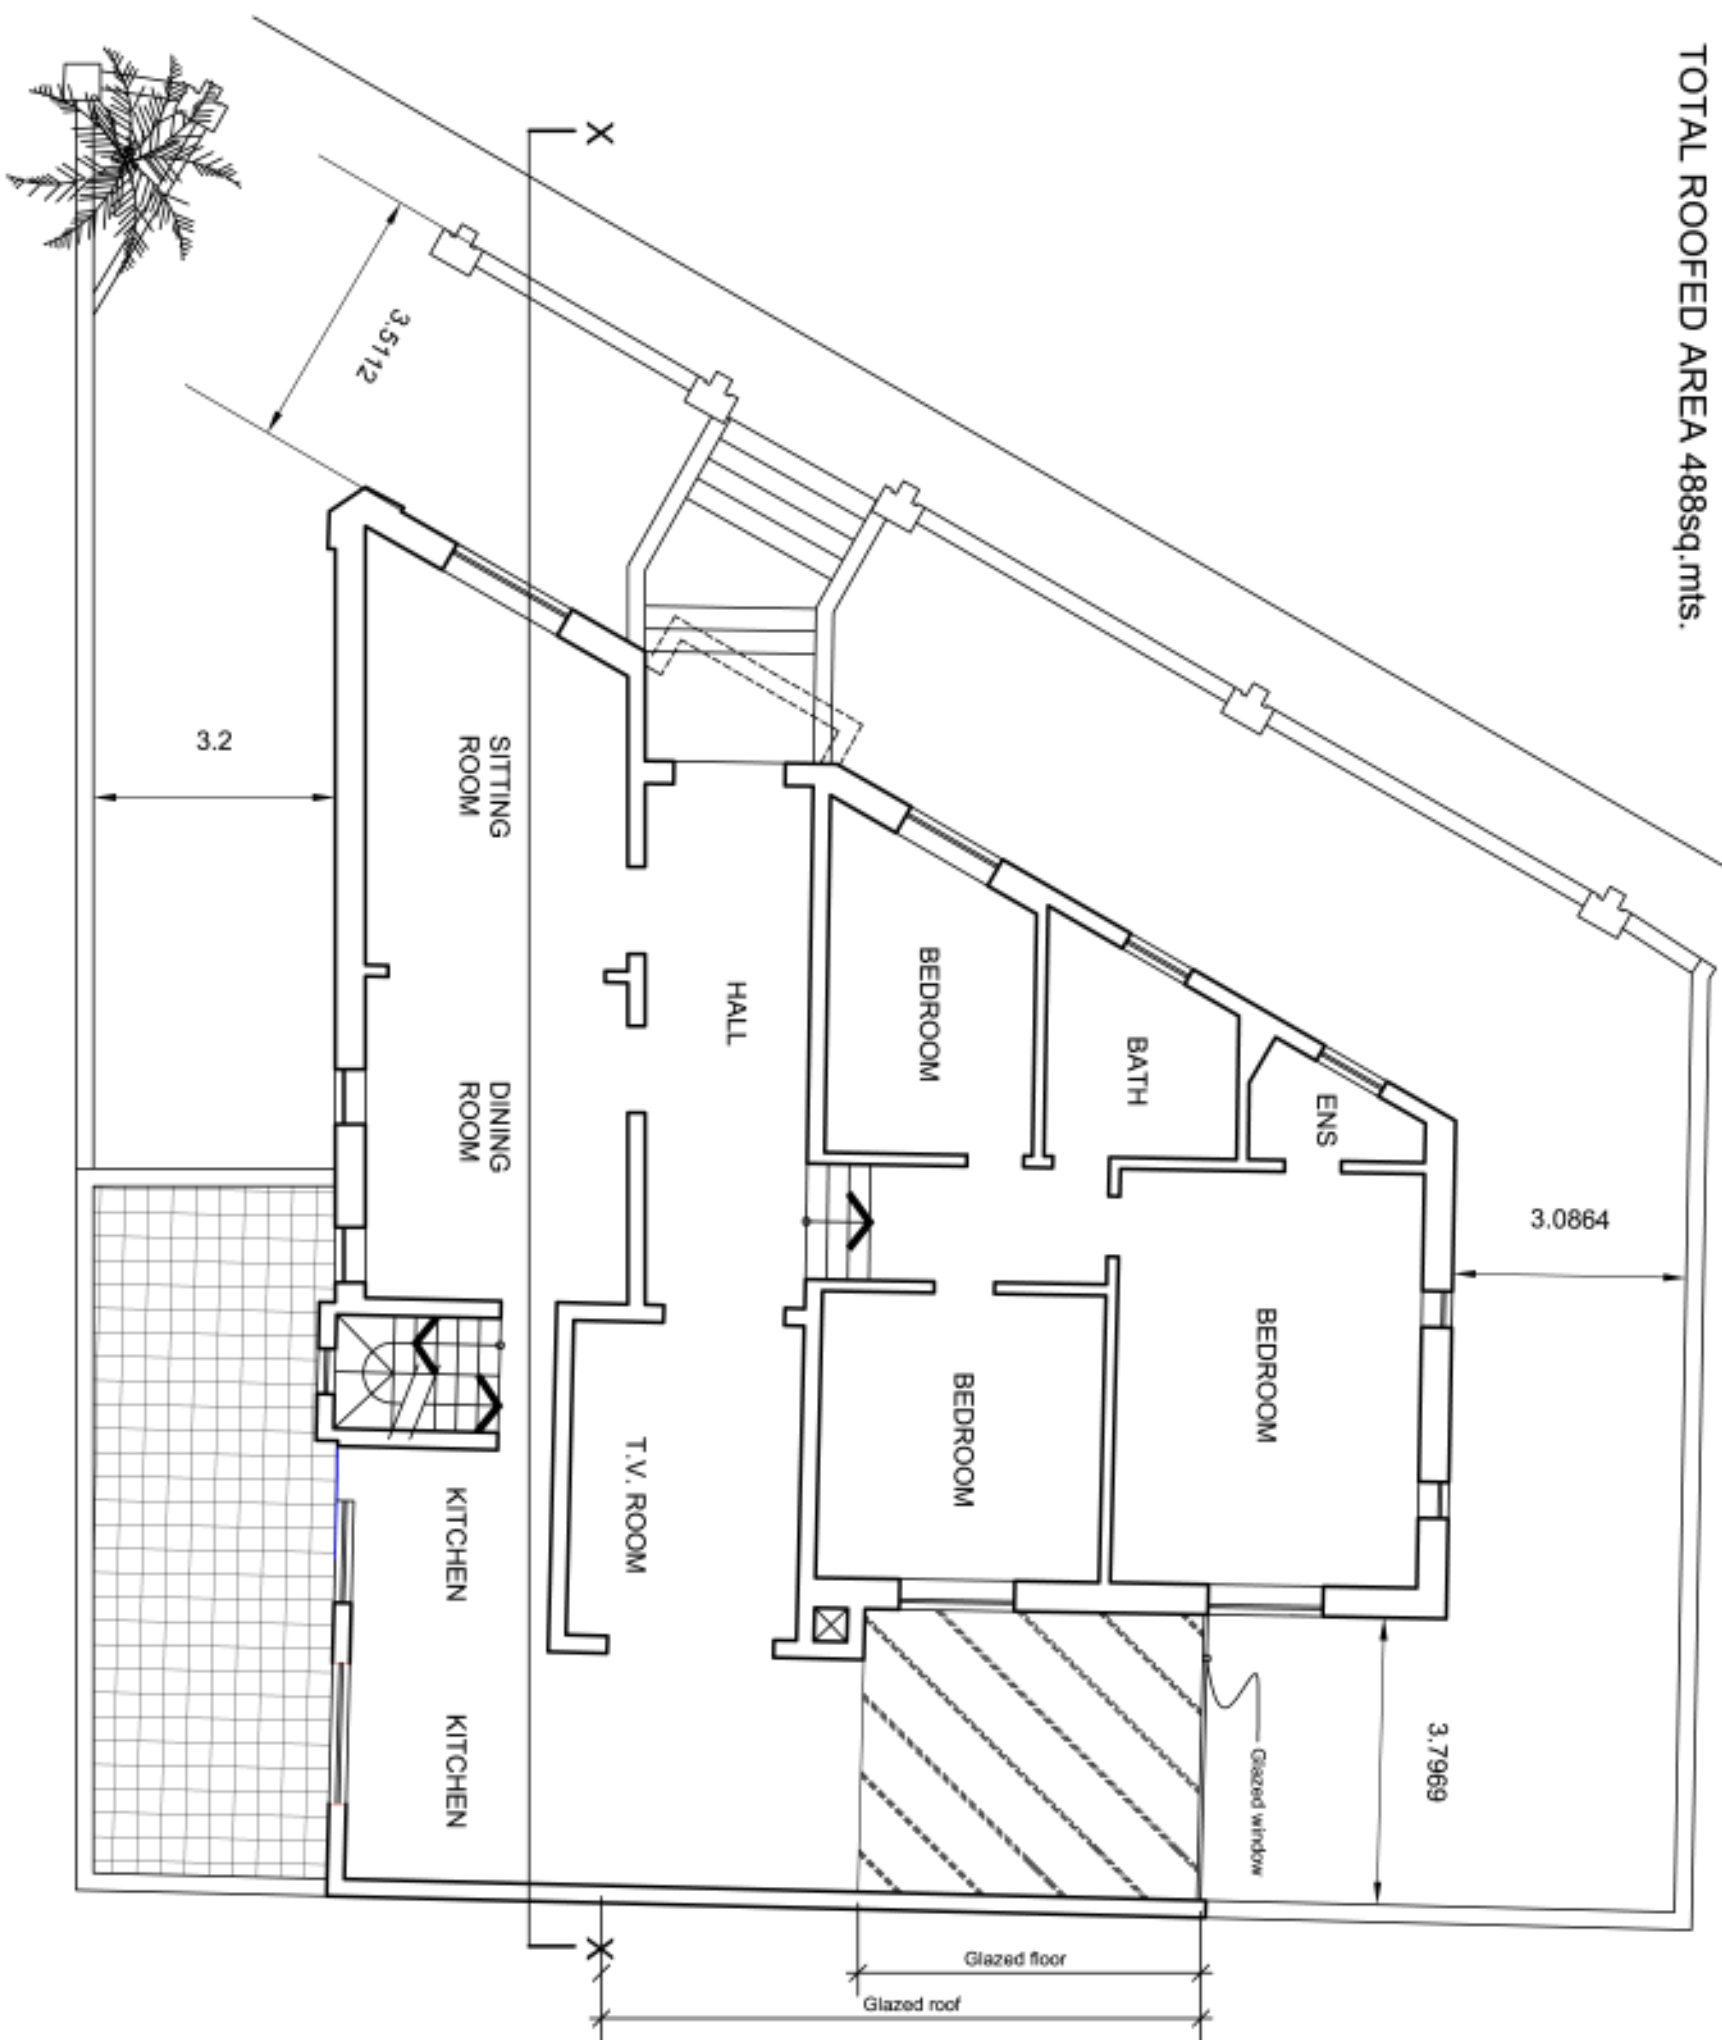 TOTAL ROOFED AREA 488sq.mts.
X
3.5112
3.2
SITTING
ROOM
HALL
BEDROOM
BATH
ENS
DINING
ROOM
3.0864
BEDROOM
BEDROOM
T.V. ROOM
KITCHEN
KITCHEN
3.7969
Glazed window
X
Glazed floor
Glazed roof